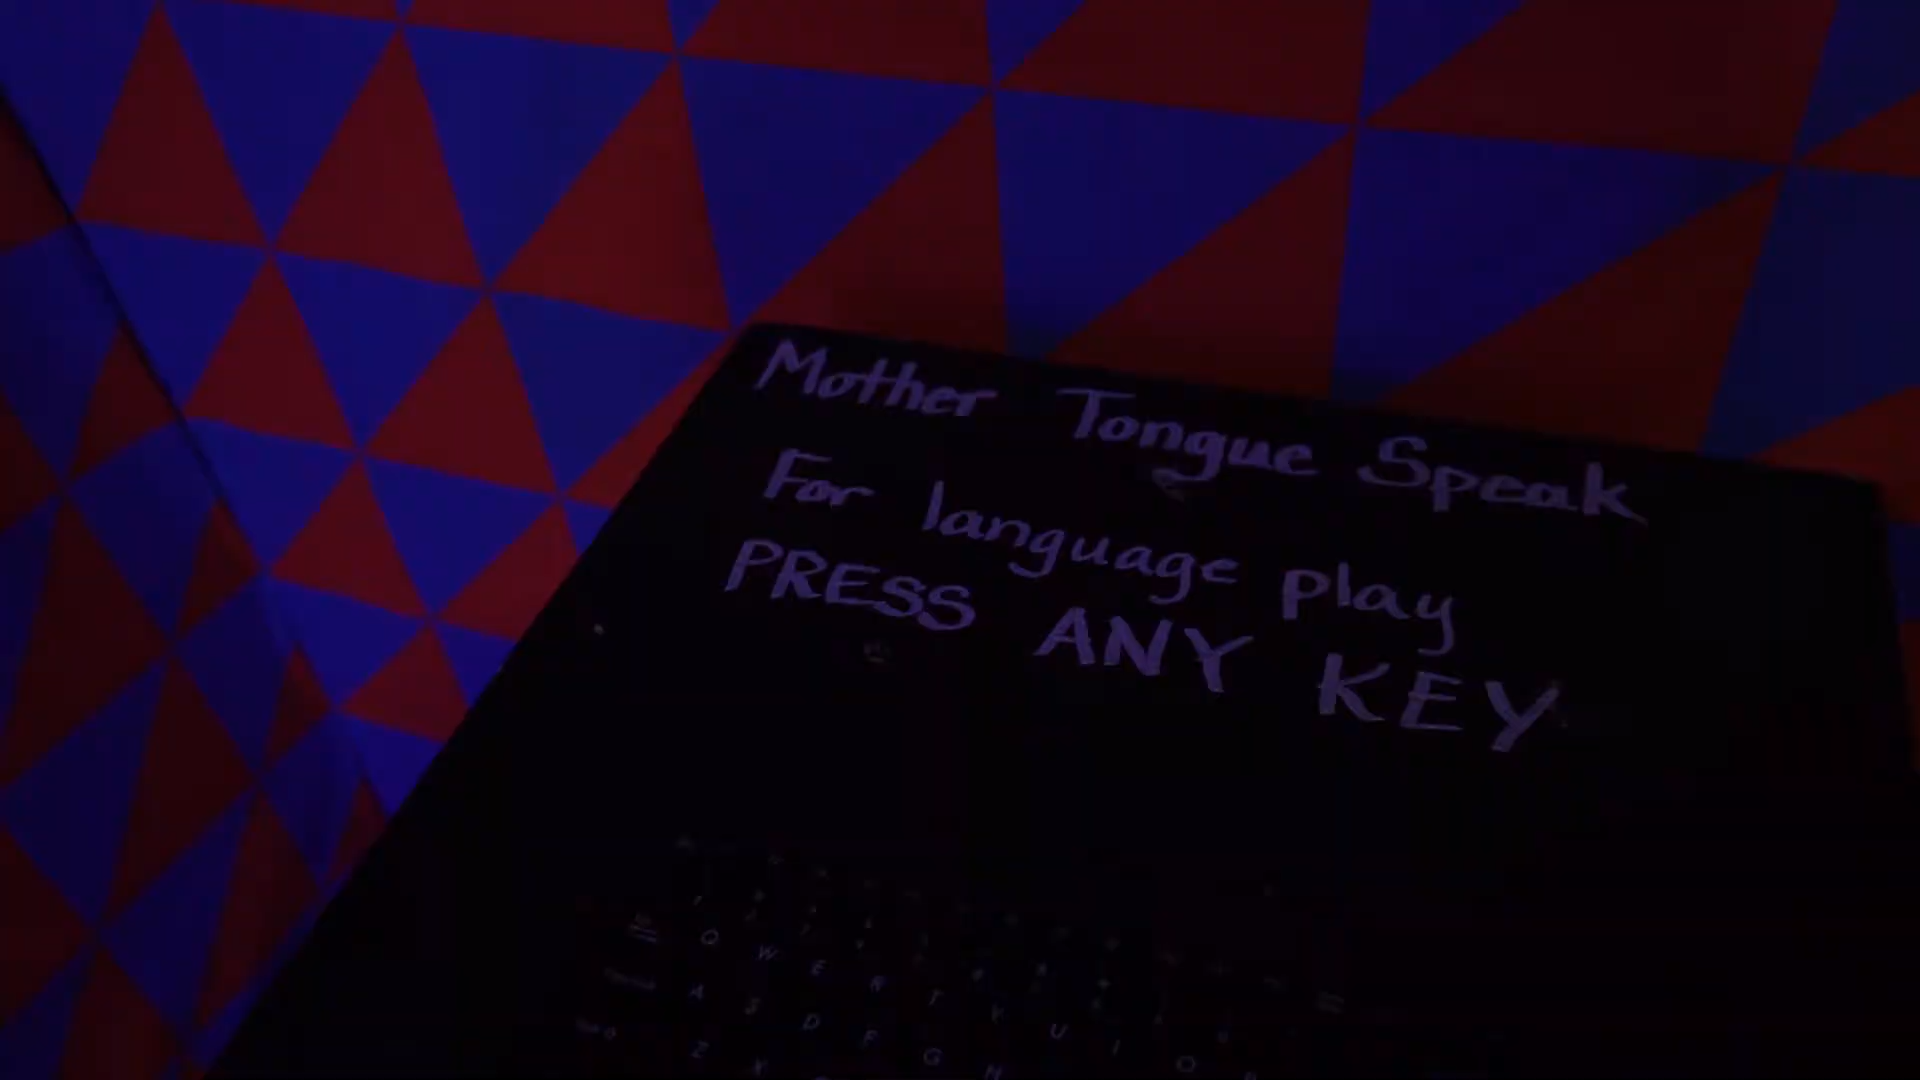 Mother Tongue Speak
For language play
PRESS ANY KEY
Q W E R T Y U I O
A S D F G H
Z X